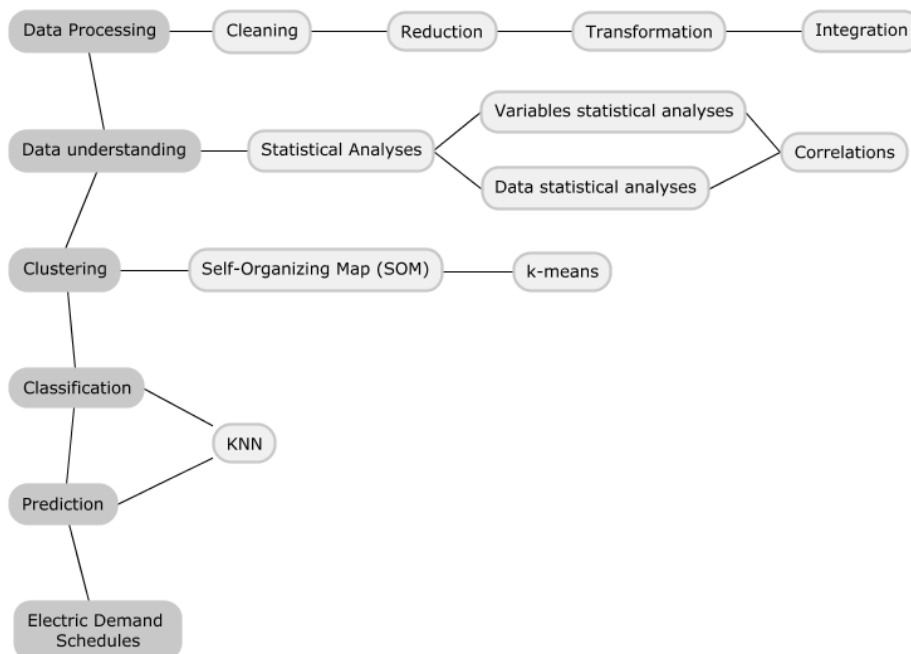 Data Processing
Cleaning
Reduction
Transformation
Integration
Data understanding
Statistical Analyses
Variables statistical analyses
Data statistical analyses
Correlations
Clustering
Self-Organizing Map (SOM)
k-means
Classification
KNN
Prediction
Electric Demand
Schedules